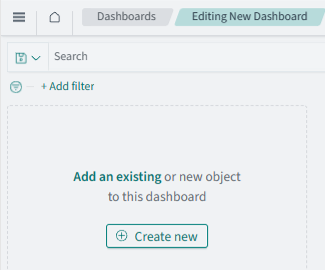 Dashboards Editing New Dashboard
Search
+ Add filter
Add an existing or new object
to this dashboard
Create new